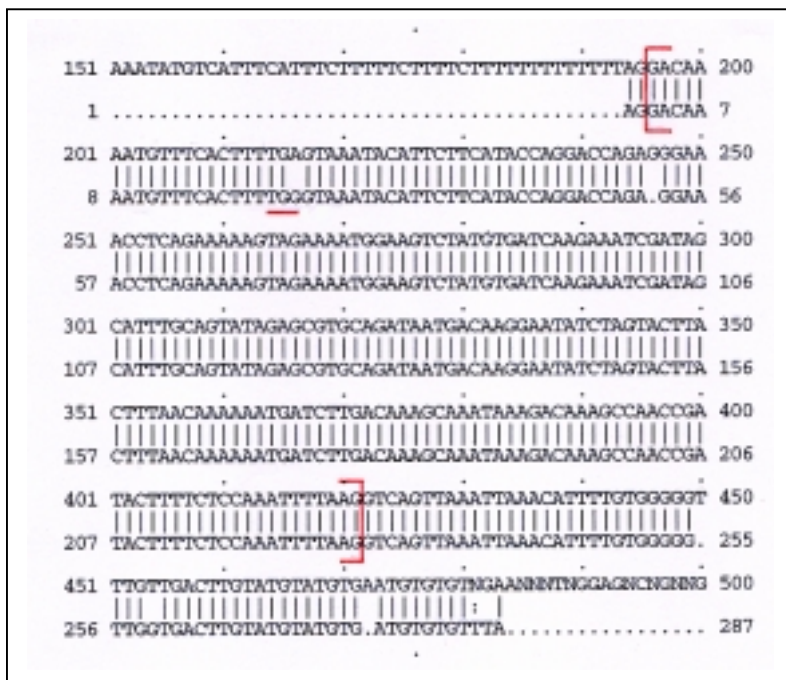 151 AAATATGTCATTTCATTTCTTTTTCTTTTCTTTTTTTTTTTTTAGGACAA 200
1 ...........................................AGGACAA 7
201 AATGTTTCACTTTTGAGTAAATACATTCTTCATACCAGGACCAGAGGGAA 250
8 AATGTTTCACTTTTGGGTAAATACATTCTTCATACCAGGACCAGA.GGAA 56
251 ACCTCAGAAAAAGTAGAAAATGGAAGTCTATGTGATCAAGAAATCGATAG 300
57 ACCTCAGAAAAAGTAGAAAATGGAAGTCTATGTGATCAAGAAATCGATAG 106
301 CATTTGCAGTATAGAGCGTGCAGATAATGACAAGGAATATCTAGTACTTA 350
107 CATTTGCAGTATAGAGCGTGCAGATAATGACAAGGAATATCTAGTACTTA 156
351 CTTTAACAAAAAATGATCTTGACAAAGCAAATAAAGACAAAGCCAACCGA 400
157 CTTTAACAAAAAATGATCTTGACAAAGCAAATAAAGACAAAGCCAACCGA 206
401 TACTTTTCTCCAAATTTTAAGGTCAGTTAAATTAAACATTTTGTGGGGGT 450
207 TACTTTTCTCCAAATTTTAAGGTCAGTTAAATTAAACATTTTGTGGGGG. 255
451 TTGTTGACTTGTATGTATGTGAATGTGTGTNGAANNNTNGGAGNCNGNNG 500
256 TTGGTGACTTGTATGTATGTG.ATGTGTGTTTA................. 287